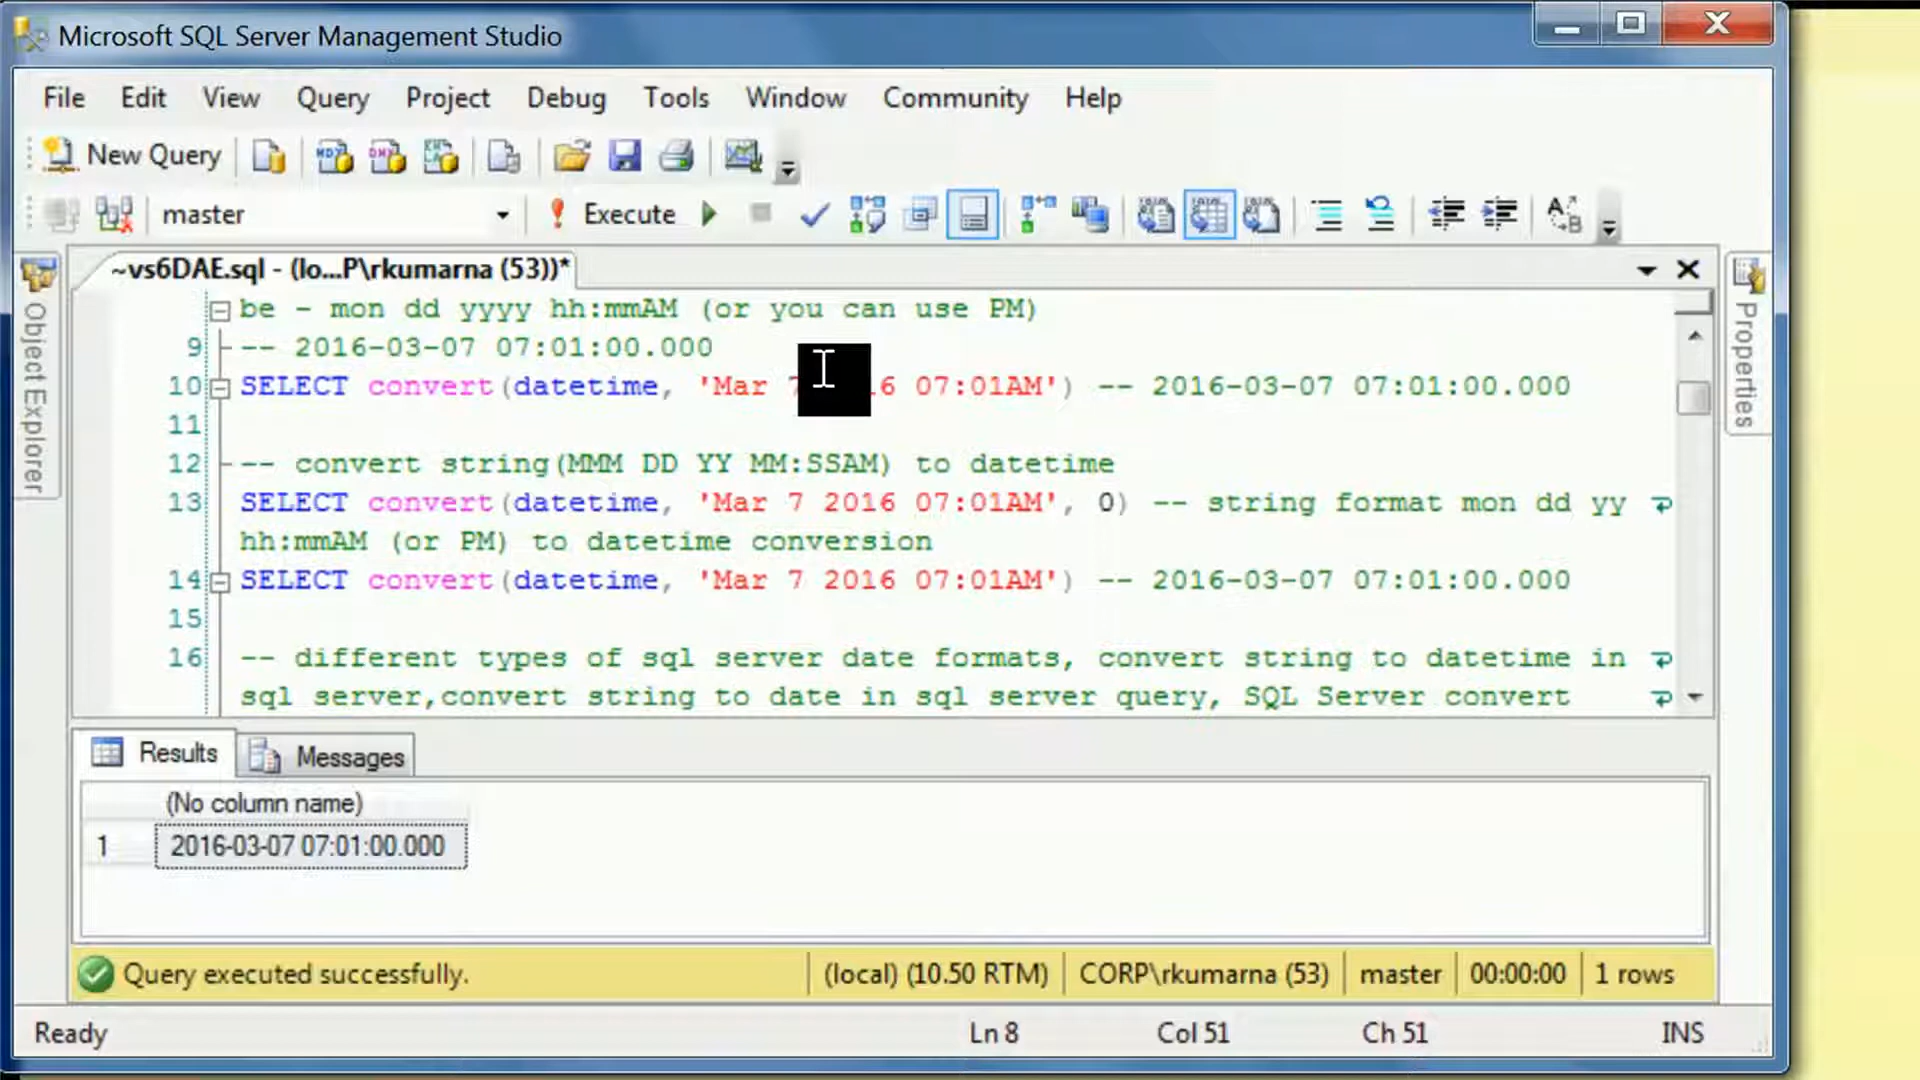 Microsoft SQL Server Management Studio
File Edit View Query Project Debug Tools Window Community Help
New Query
master Execute
~vs6DAE.sql - (lo...P\rkumarna (53))*
Object Explorer
Properties
be - mon dd yyyy hh:mmAM (or you can use PM)
9 -- 2016-03-07 07:01:00.000
10 SELECT convert(datetime, 'Mar 6 07:01AM') -- 2016-03-07 07:01:00.000
11
12 -- convert string(MMM DD YY MM:SSAM) to datetime
13 SELECT convert(datetime, 'Mar 7 2016 07:01AM', 0) -- string format mon dd yy
hh:mmAM (or PM) to datetime conversion
14 SELECT convert(datetime, 'Mar 7 2016 07:01AM') -- 2016-03-07 07:01:00.000
15
16 -- different types of sql server date formats, convert string to datetime in
sql server,convert string to date in sql server query, SQL Server convert
Results Messages
(No column name)
1 2016-03-07 07:01:00.000
Query executed successfully. (local) (10.50 RTM) CORP\rkumarna (53) master 00:00:00 1 rows
Ready Ln 8 Col 51 Ch 51 INS